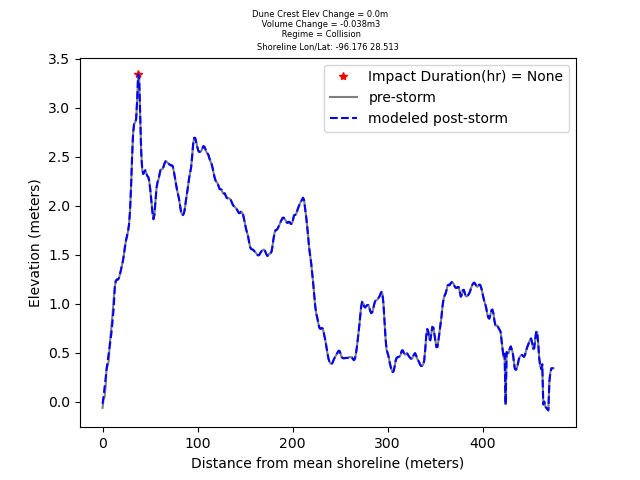 Dune Crest Elev Change = 0.0m
Volume Change = -0.038m3
Regime = Collision
Shoreline Lon/Lat: -96.176 28.513
Impact Duration(hr) = None
pre-storm
modeled post-storm
Elevation (meters)
3.5
3.0
2.5
2.0
1.5
1.0
0.5
0.0
0 100 200 300 400
Distance from mean shoreline (meters)